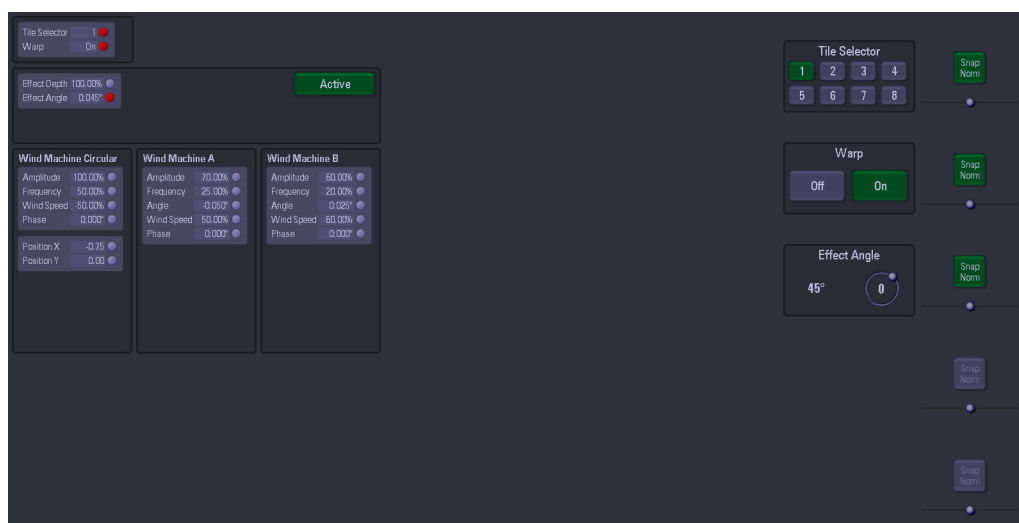 Tile Selector 1
Warp On
Effect Depth 100.00%
Effect Angle 0:045°
Active
Wind Machine Circular
Amplitude 100.00%
Frequency 50.00%
Wind Speed -50.00%
Phase 0:000°
Position X -0.75
Position Y 0.00
Wind Machine A
Amplitude 70.00%
Frequency 25.00%
Angle -0:050°
Wind Speed 50.00%
Phase 0:000°
Wind Machine B
Amplitude 60.00%
Frequency 20.00%
Angle 0:025°
Wind Speed 60.00%
Phase 0:000°
Tile Selector
1 2 3 4
5 6 7 8
Snap
Norm
Warp
Off On
Snap
Norm
Effect Angle
45° 0
Snap
Norm
Snap
Norm
Snap
Norm